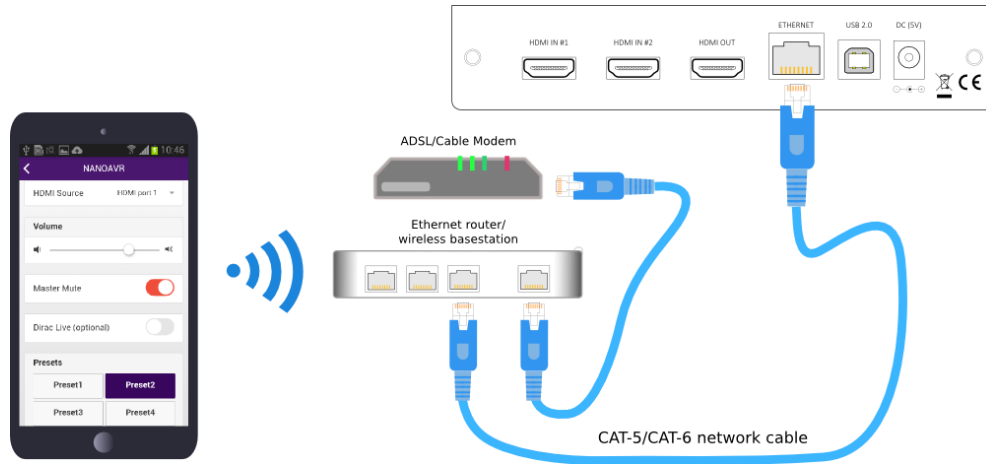 ETHERNET
USB 2.0
DC (5V)
HDMI IN #1
HDMI IN #2
HDMI OUT
CE
ADSL/Cable Modem
Ethernet router/
wireless basestation
CAT-5/CAT-6 network cable
10:46
NANOAVR
HDMI Source
HDMI port 1
Volume
Master Mute
Dirac Live (optional)
Presets
Preset1
Preset2
Preset3
Preset4